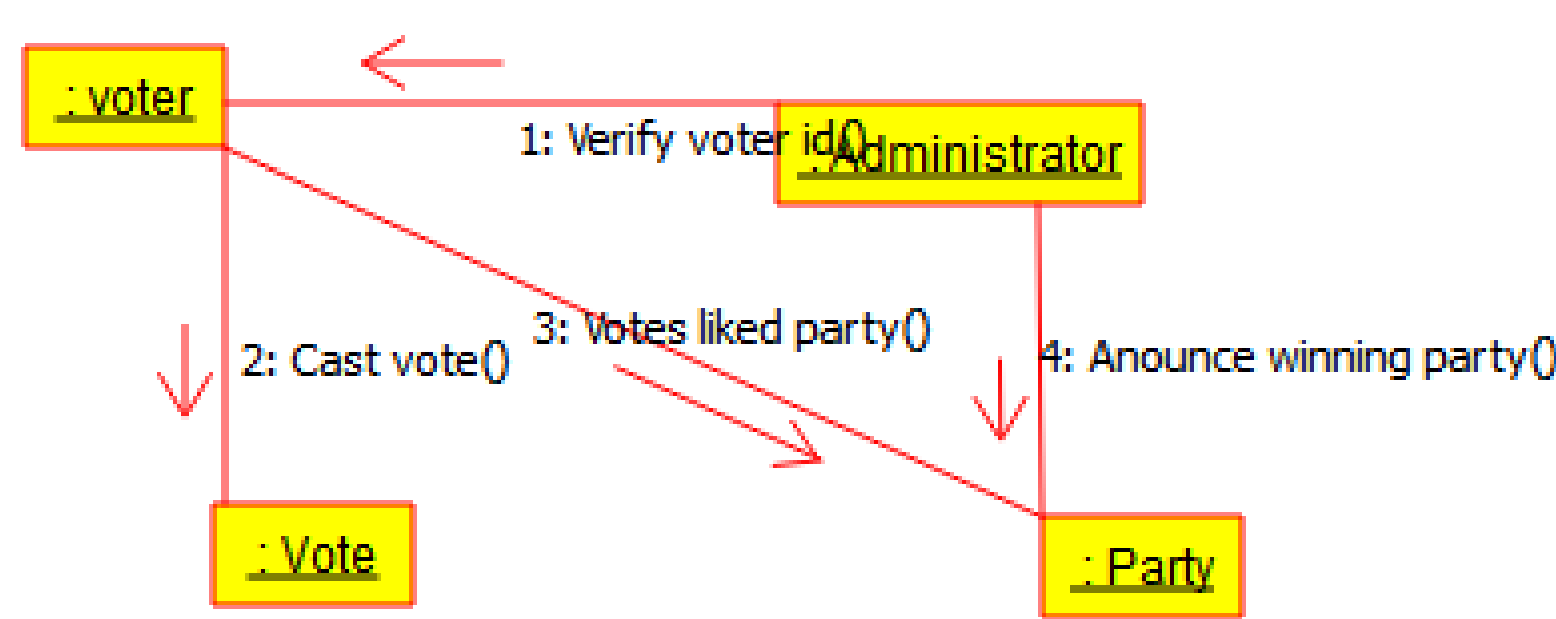 : voter
1: Verify voter id()
: Administrator
3: Votes liked party()
2: Cast vote()
4: Anounce winning party()
: Vote
: Party